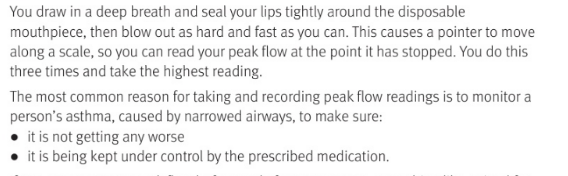 You draw in a deep breath and seal your lips tightly around the disposable
mouthpiece, then blow out as hard and fast as you can. This causes a pointer to move
along a scale, so you can read your peak flow at the point it has stopped. You do this
three times and take the highest reading.
The most common reason for taking and recording peak flow readings is to monitor a
person's asthma, caused by narrowed airways, to make sure:
• it is not getting any worse
• it is being kept under control by the prescribed medication.